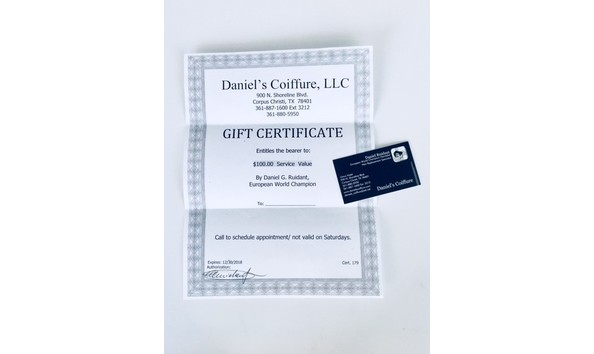 Daniel's Coiffure, LLC
900 N. Shoreline Blvd.
Corpus Christi, TX 78401
361-887-1600 Ext 3212
361-880-5950
GIFT CERTIFICATE
Entitles the bearer to:
$100.00 Service Value
By Daniel G. Ruidant,
European World Champion
To:
Call to schedule appointment/ not valid on Saturdays.
Expires: 12/30/2018
Cert. 179
Daniel Ruidant
Daniel's Coiffure